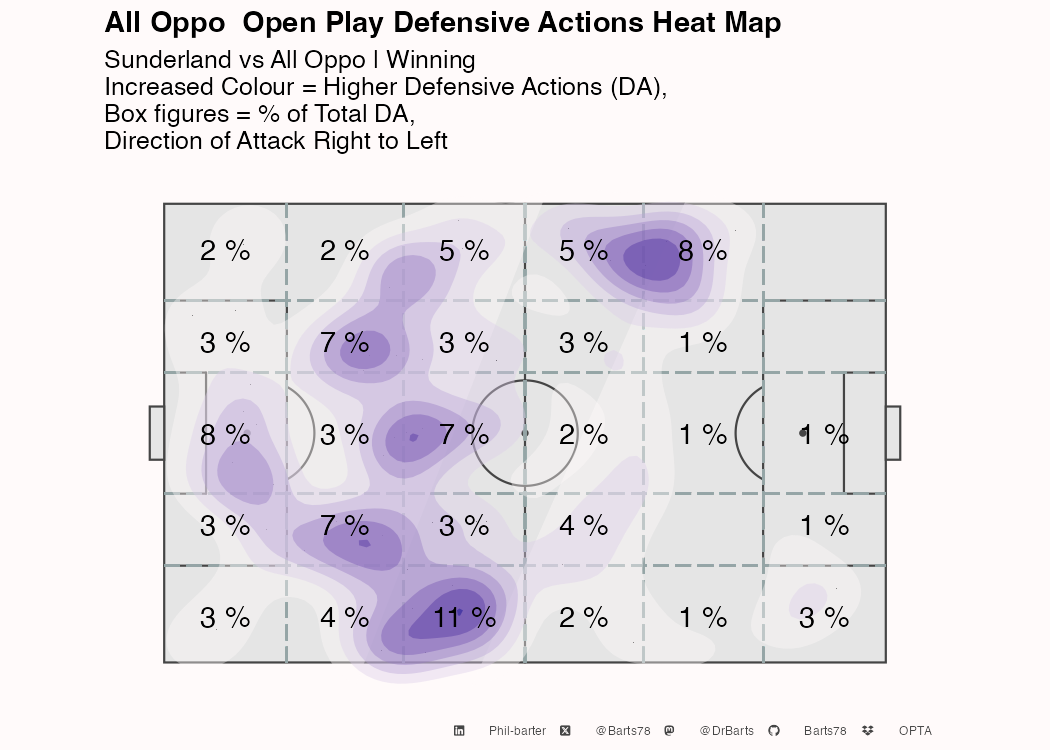 All Oppo  Open Play Defensive Actions Heat Map
Sunderland vs All Oppo | Winning
Increased Colour = Higher Defensive Actions (DA),
Box figures = % of Total DA,
Direction of Attack Right to Left
2 % 2 % 5 % 5 % 8 %
3 % 7 % 3 % 3 % 1 %
8 % 3 % 7 % 2 % 1 % 1 %
3 % 7 % 3 % 4 % 1 %
3 % 4 % 11 % 2 % 1 % 3 %
Phil-barter @Barts78 @DrBarts Barts78 OPTA